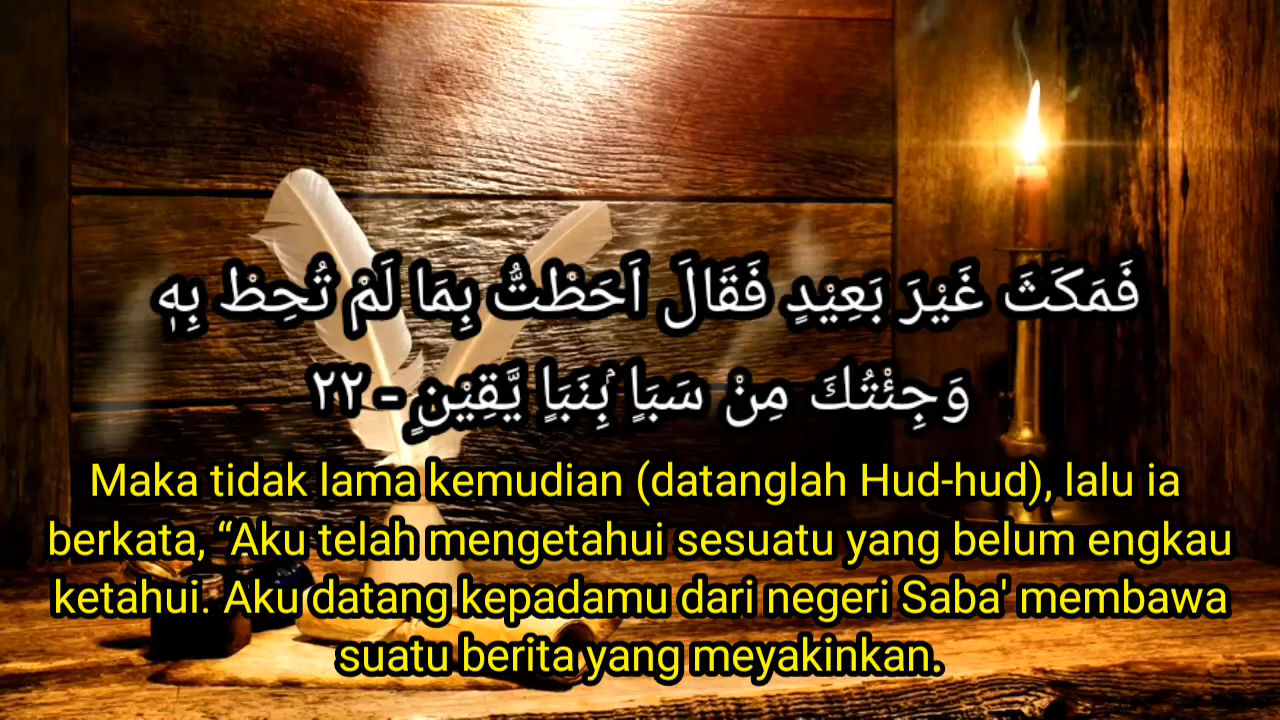 فَمَكَثَ غَيْرَ بَعِيْدٍ فَقَالَ اَحَطْتُّ بِمَا لَمْ تُحِطْ بِهٖ
وَجِئْتُكَ مِنْ سَبَاٍ ۢبِنَبَاٍ يَّقِيْنٍ - ٢٢
Maka tidak lama kemudian (datanglah Hud-hud), lalu ia
berkata, “Aku telah mengetahui sesuatu yang belum engkau
ketahui. Aku datang kepadamu dari negeri Saba' membawa
suatu berita yang meyakinkan.